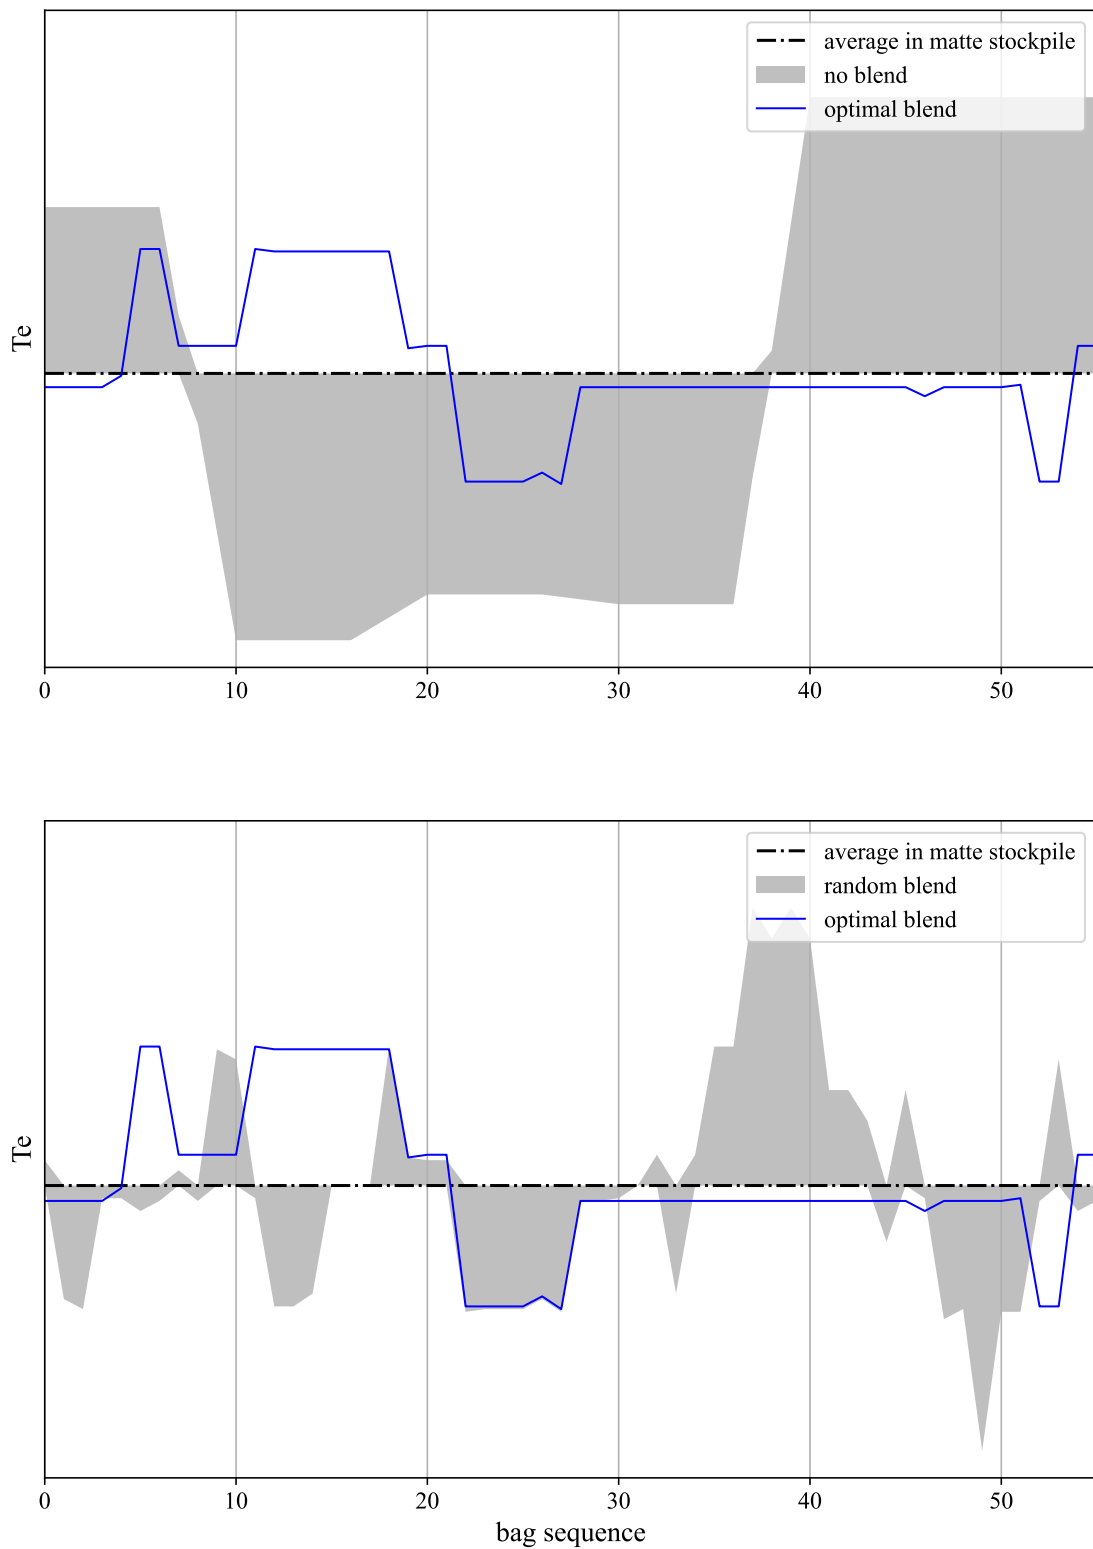 average in matte stockpile
no blend
optimal blend
Te
0 10 20 30 40 50
average in matte stockpile
random blend
optimal blend
Te
0 10 20 30 40 50
bag sequence